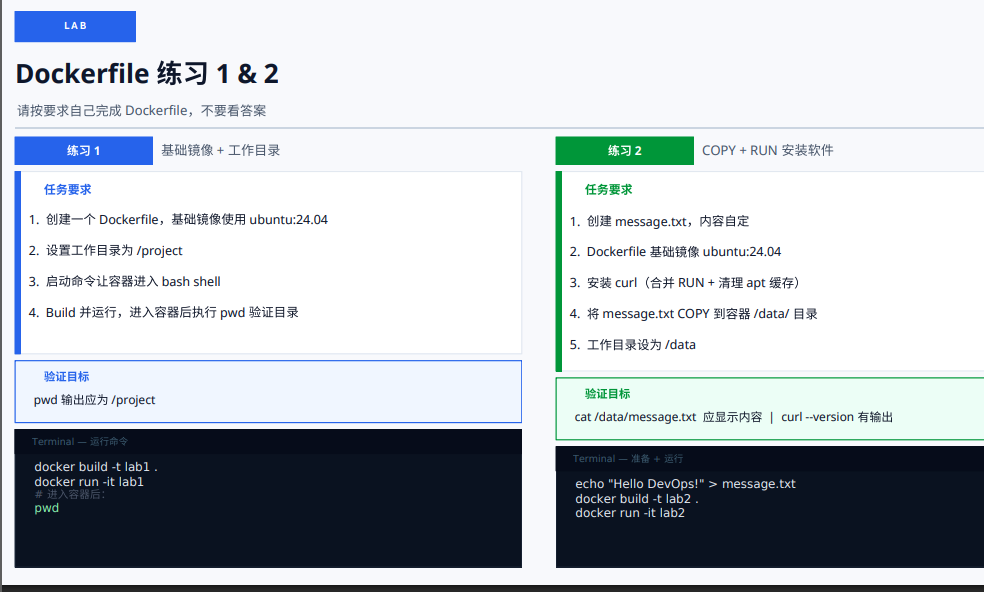 LAB
Dockerfile 练习 1 & 2
请按要求自己完成 Dockerfile，不要看答案
练习 1
基础镜像 + 工作目录
任务要求
1. 创建一个 Dockerfile，基础镜像使用 ubuntu:24.04
2. 设置工作目录为 /project
3. 启动命令让容器进入 bash shell
4. Build 并运行，进入容器后执行 pwd 验证目录
验证目标
pwd 输出应为 /project
Terminal — 运行命令
docker build -t lab1 .
docker run -it lab1
# 进入容器后：
pwd
练习 2
COPY + RUN 安装软件
任务要求
1. 创建 message.txt，内容自定
2. Dockerfile 基础镜像 ubuntu:24.04
3. 安装 curl（合并 RUN + 清理 apt 缓存）
4. 将 message.txt COPY 到容器 /data/ 目录
5. 工作目录设为 /data
验证目标
cat /data/message.txt 应显示内容 | curl --version 有输出
Terminal — 准备 + 运行
echo "Hello DevOps!" > message.txt
docker build -t lab2 .
docker run -it lab2